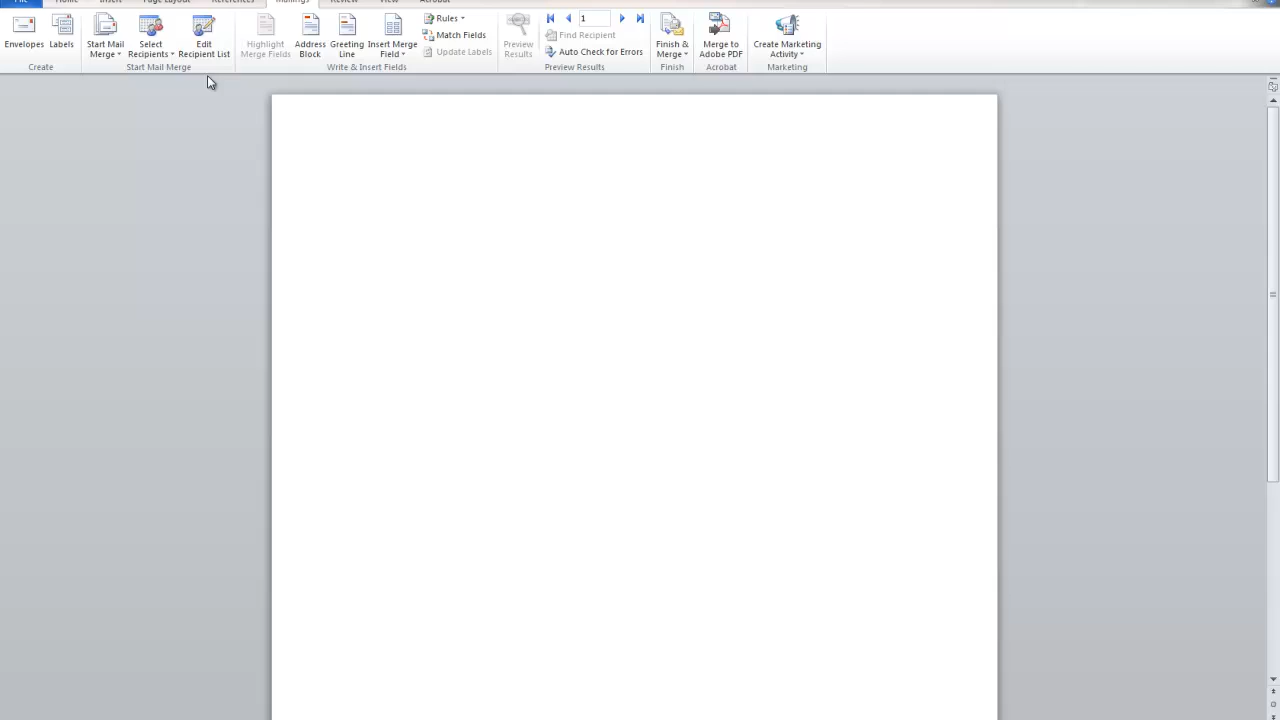 File Home Insert Page Layout References Mailings Review View Acrobat
Envelopes Labels Start Mail Merge Select Recipients Edit Recipient List Highlight Merge Fields Address Block Greeting Line Insert Merge Field Rules Match Fields Update Labels Preview Results 1 Find Recipient Auto Check for Errors Finish & Merge Merge to Adobe PDF Create Marketing Activity
Create Start Mail Merge Write & Insert Fields Preview Results Finish Acrobat Marketing